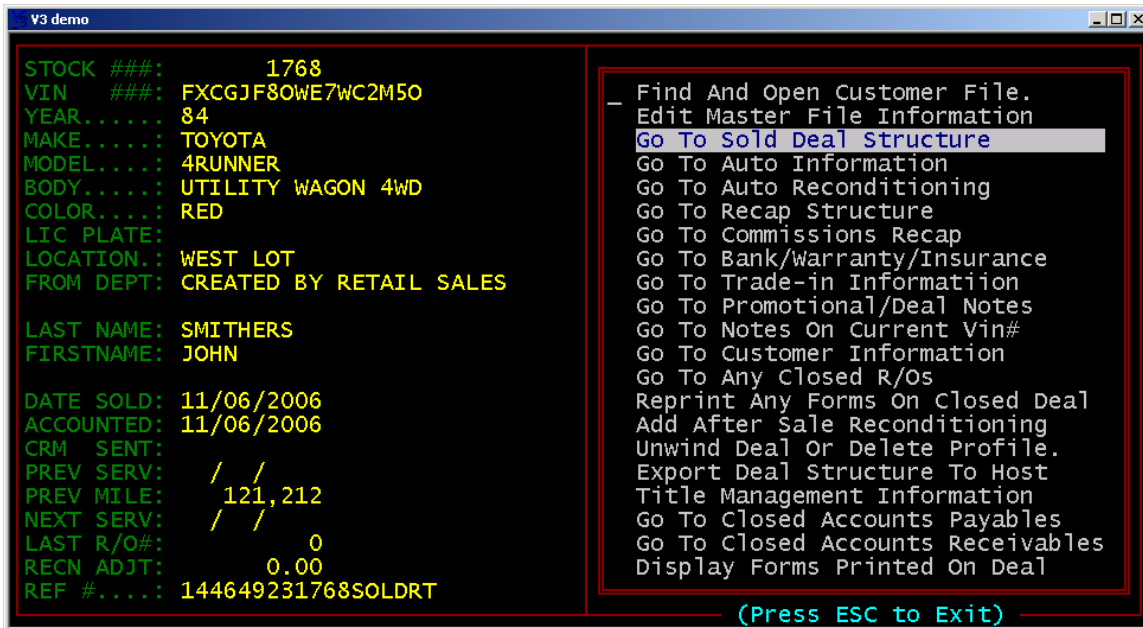 V3 demo
STOCK ###: 1768
VIN ###: FXCGJF8OWE7WC2M5O
YEAR...... 84
MAKE.....: TOYOTA
MODEL....: 4RUNNER
BODY.....: UTILITY WAGON 4WD
COLOR....: RED
LIC PLATE:
LOCATION.: WEST LOT
FROM DEPT: CREATED BY RETAIL SALES
LAST NAME: SMITHERS
FIRSTNAME: JOHN
DATE SOLD: 11/06/2006
ACCOUNTED: 11/06/2006
CRM SENT:
PREV SERV: / /
PREV MILE: 121,212
NEXT SERV: / /
LAST R/O#: 0
RECN ADJT: 0.00
REF #....: 144649231768SOLDRT
_ Find And Open Customer File.
Edit Master File Information
Go To Sold Deal Structure
Go To Auto Information
Go To Auto Reconditioning
Go To Recap Structure
Go To Commissions Recap
Go To Bank/Warranty/Insurance
Go To Trade-in Informatiion
Go To Promotional/Deal Notes
Go To Notes On Current Vin#
Go To Customer Information
Go To Any Closed R/Os
Reprint Any Forms On Closed Deal
Add After Sale Reconditioning
Unwind Deal Or Delete Profile.
Export Deal Structure To Host
Title Management Information
Go To Closed Accounts Payables
Go To Closed Accounts Receivables
Display Forms Printed On Deal
(Press ESC to Exit)